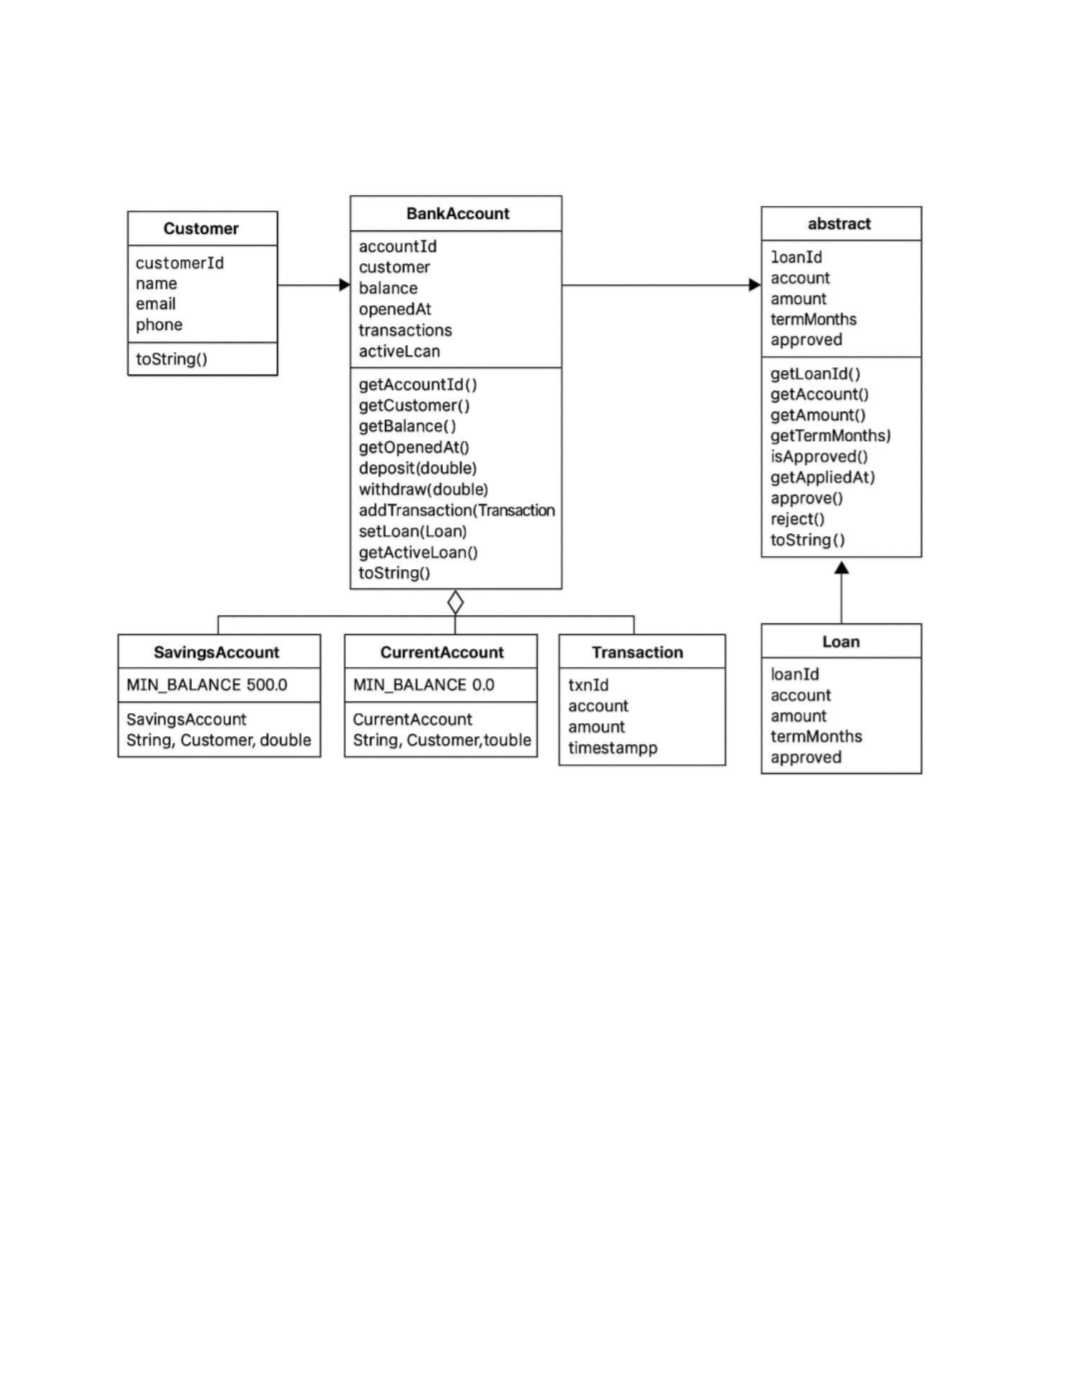 Customer
customerId
name
email
phone
toString()
BankAccount
accountId
customer
balance
openedAt
transactions
activeLcan
getAccountId()
getCustomer()
getBalance()
getOpenedAt()
deposit(double)
withdraw(double)
addTransaction(Transaction
setLoan(Loan)
getActiveLoan()
toString()
abstract
loanId
account
amount
termMonths
approved
getLoanId()
getAccount()
getAmount()
getTermMonths)
isApproved()
getAppliedAt)
approve()
reject()
toString()
SavingsAccount
MIN_BALANCE 500.0
SavingsAccount
String, Customer, double
CurrentAccount
MIN_BALANCE 0.0
CurrentAccount
String, Customer,touble
Transaction
txnId
account
amount
timestampp
Loan
loanId
account
amount
termMonths
approved